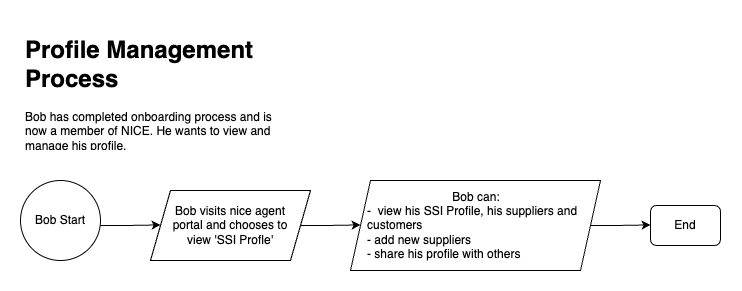 Profile Management
Process
Bob has completed onboarding process and is
now a member of NICE. He wants to view and
manage his profile.
Bob Start
Bob visits nice agent
portal and chooses to
view 'SSI Profle'
Bob can:
- view his SSI Profile, his suppliers and
customers
- add new suppliers
- share his profile with others
End